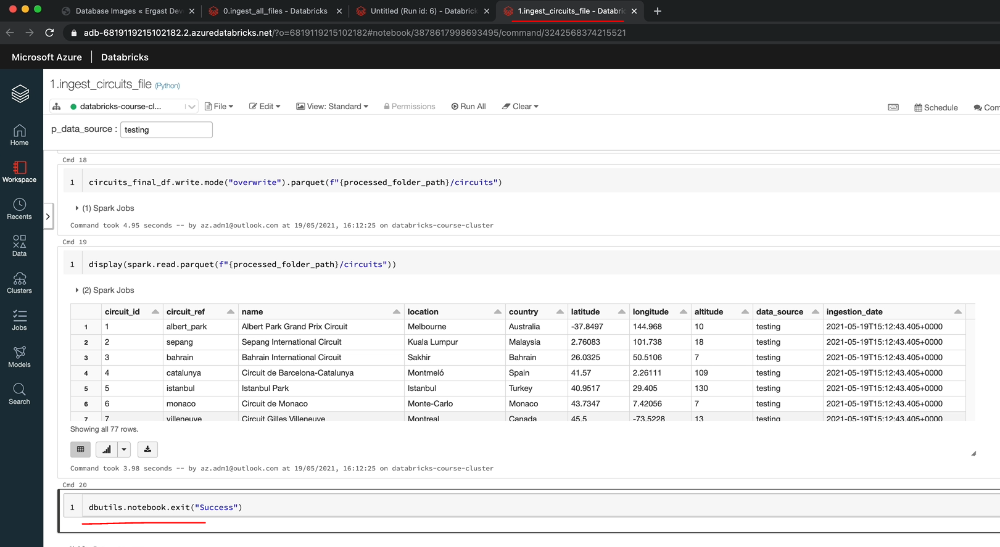 Database Images « Ergast Dev
0.ingest_all_files - Databricks
Untitled (Run id: 6) - Databrick
1.ingest_circuits_file - Databric
adb-6819119215102182.2.azuredatabricks.net/?o=6819119215102182#notebook/3878617998693495/command/3242568374215521
Microsoft Azure | Databricks
1.ingest_circuits_file (Python)
databricks-course-cl... File Edit View: Standard Permissions Run All Clear Schedule Com
p_data_source : testing
Home
Workspace
Recents
Data
Clusters
Jobs
Models
Search
Cmd 18
1 circuits_final_df.write.mode("overwrite").parquet(f"{processed_folder_path}/circuits")
(1) Spark Jobs
Command took 4.95 seconds -- by az.adm1@outlook.com at 19/05/2021, 16:12:25 on databricks-course-cluster
Cmd 19
1 display(spark.read.parquet(f"{processed_folder_path}/circuits"))
(2) Spark Jobs
circuit_id circuit_ref name location country latitude longitude altitude data_source ingestion_date
1 1 albert_park Albert Park Grand Prix Circuit Melbourne Australia -37.8497 144.968 10 testing 2021-05-19T15:12:43.405+0000
2 2 sepang Sepang International Circuit Kuala Lumpur Malaysia 2.76083 101.738 18 testing 2021-05-19T15:12:43.405+0000
3 3 bahrain Bahrain International Circuit Sakhir Bahrain 26.0325 50.5106 7 testing 2021-05-19T15:12:43.405+0000
4 4 catalunya Circuit de Barcelona-Catalunya Montmeló Spain 41.57 2.26111 109 testing 2021-05-19T15:12:43.405+0000
5 5 istanbul Istanbul Park Istanbul Turkey 40.9517 29.405 130 testing 2021-05-19T15:12:43.405+0000
6 6 monaco Circuit de Monaco Monte-Carlo Monaco 43.7347 7.42056 7 testing 2021-05-19T15:12:43.405+0000
7 7 villeneuve Circuit Gilles Villeneuve Montreal Canada 45.5 -73.5228 13 testing 2021-05-19T15:12:43.405+0000
Showing all 77 rows.
Command took 3.98 seconds -- by az.adm1@outlook.com at 19/05/2021, 16:12:25 on databricks-course-cluster
Cmd 20
1 dbutils.notebook.exit("Success")